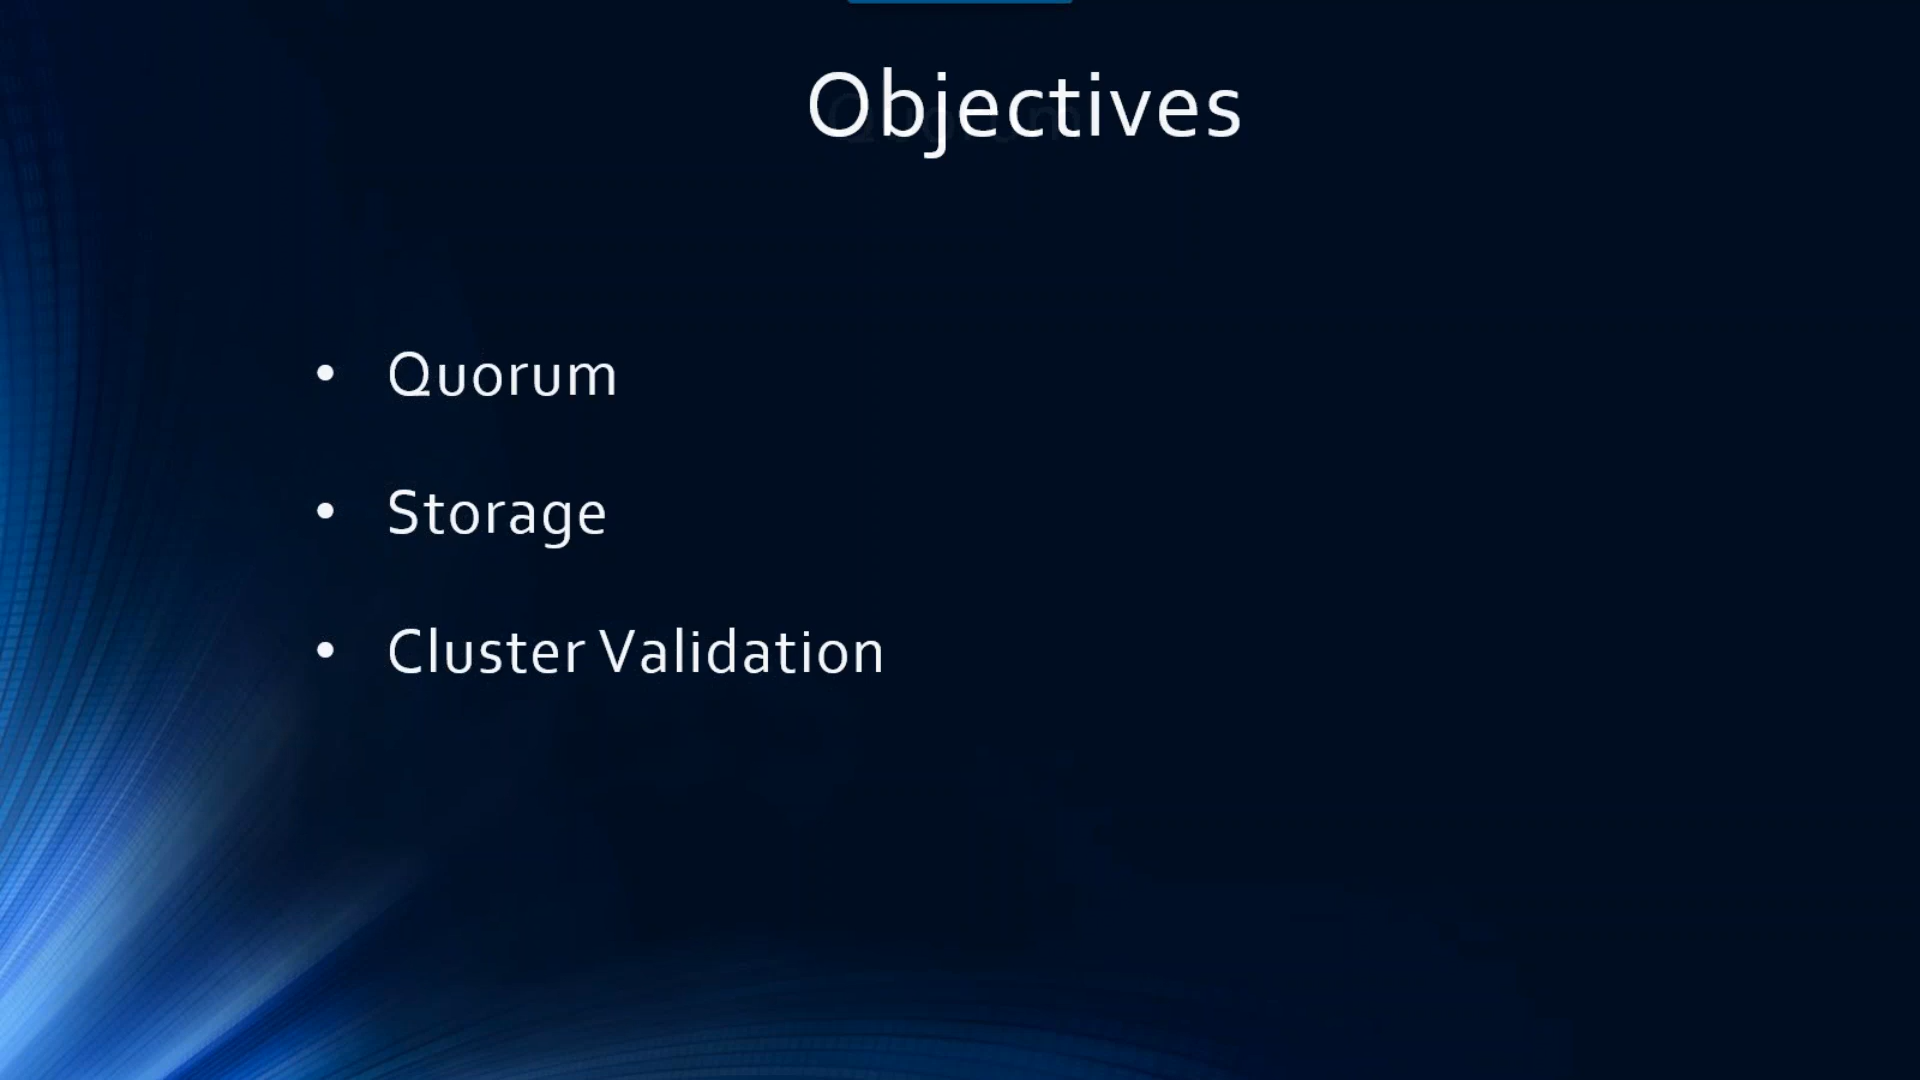 Objectives
• Quorum
• Storage
• Cluster Validation